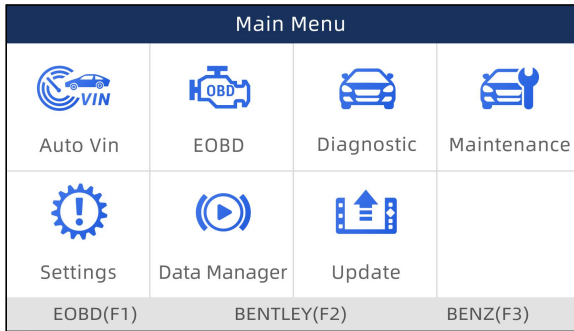 Main Menu
VIN
OBD
Auto Vin EOBD Diagnostic Maintenance
Settings Data Manager Update
EOBD(F1) BENTLEY(F2) BENZ(F3)